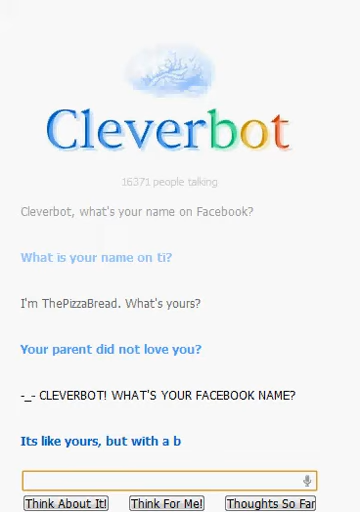 Cleverbot
16371 people talking
Cleverbot, what's your name on Facebook?
What is your name on ti?
I'm ThePizzaBread. What's yours?
Your parent did not love you?
-_- CLEVERBOT! WHAT'S YOUR FACEBOOK NAME?
Its like yours, but with a b
Think About It! Think For Me! Thoughts So Far